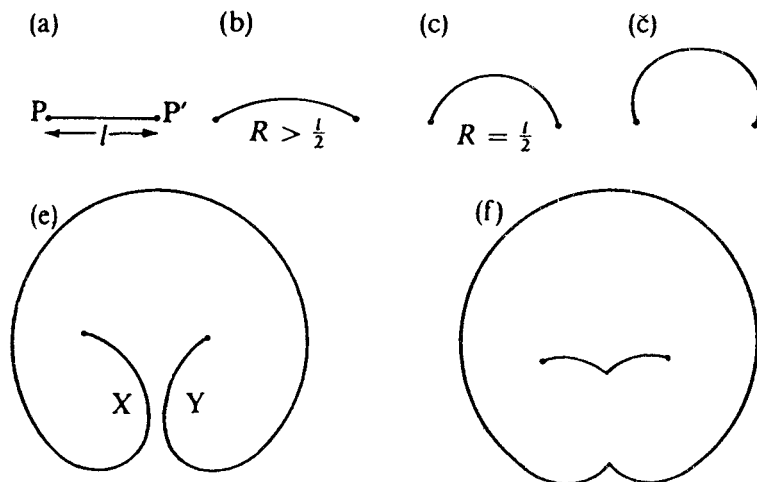 (a)
(b)
(c)
(č)
P
P′
l
R > l/2
R = l/2
(e)
(f)
X
Y